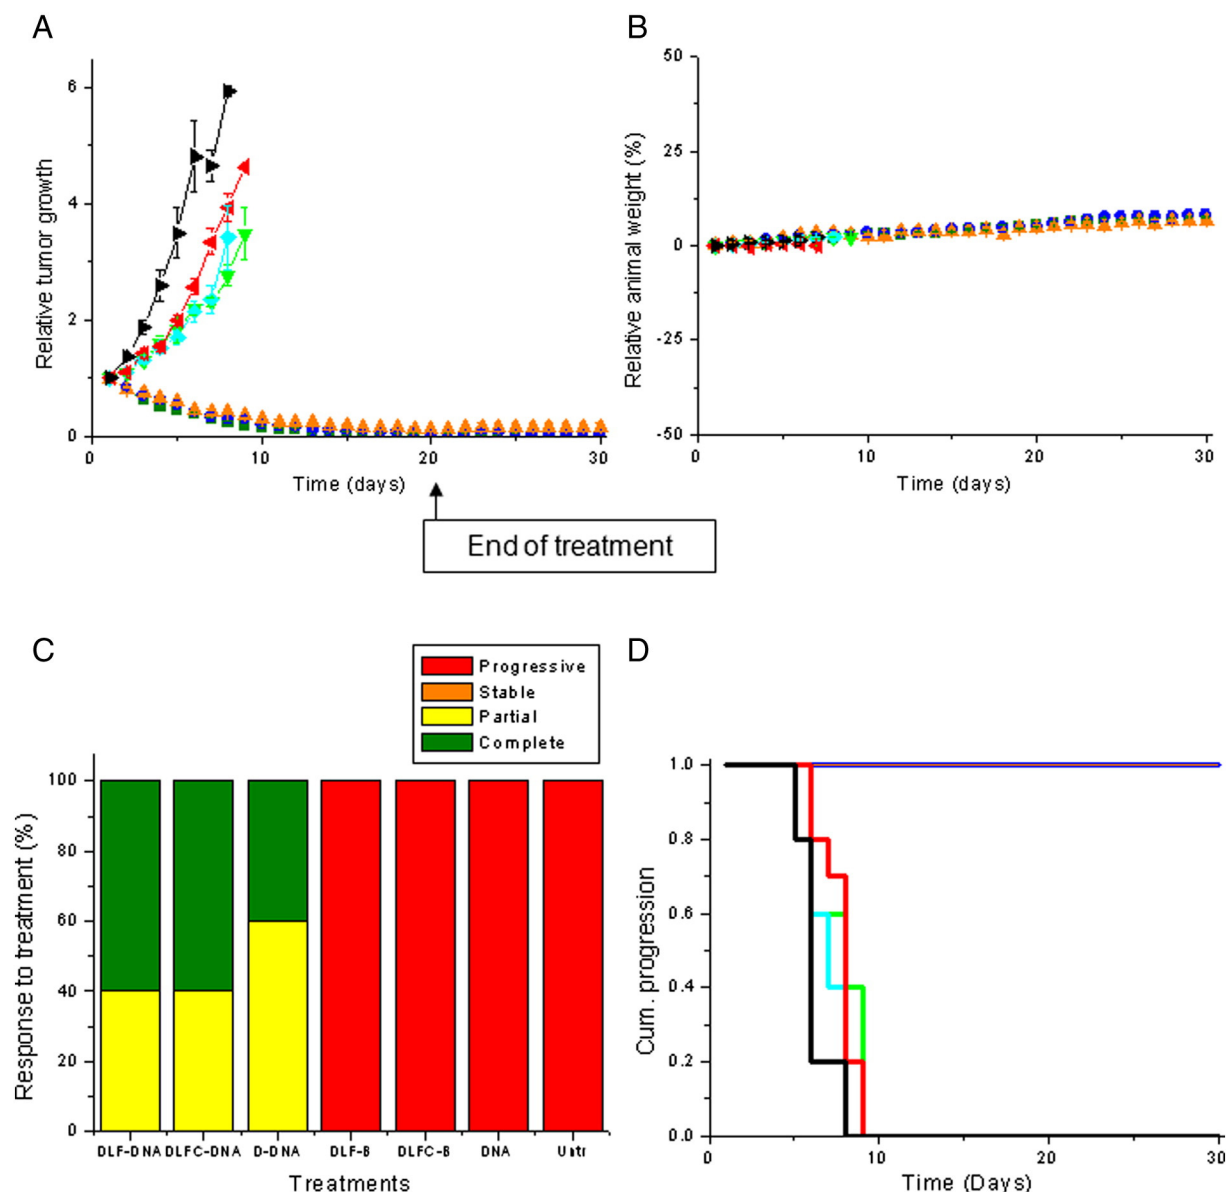 A
B
6
4
2
0
Relative tumor growth
0
10
20
30
Time (days)
End of treatment
50
25
0
-25
-50
Relative animal weight (%)
0
10
20
30
Time (days)
C
D
Progressive
Stable
Partial
Complete
100
80
60
40
20
0
Response to treatment (%)
DLF-DNA DLFC-DNA D-DNA DLF-B DLFC-B DNA Untr
Treatments
1.0
0.8
0.6
0.4
0.2
0.0
Cum. progression
0
10
20
30
Time (Days)